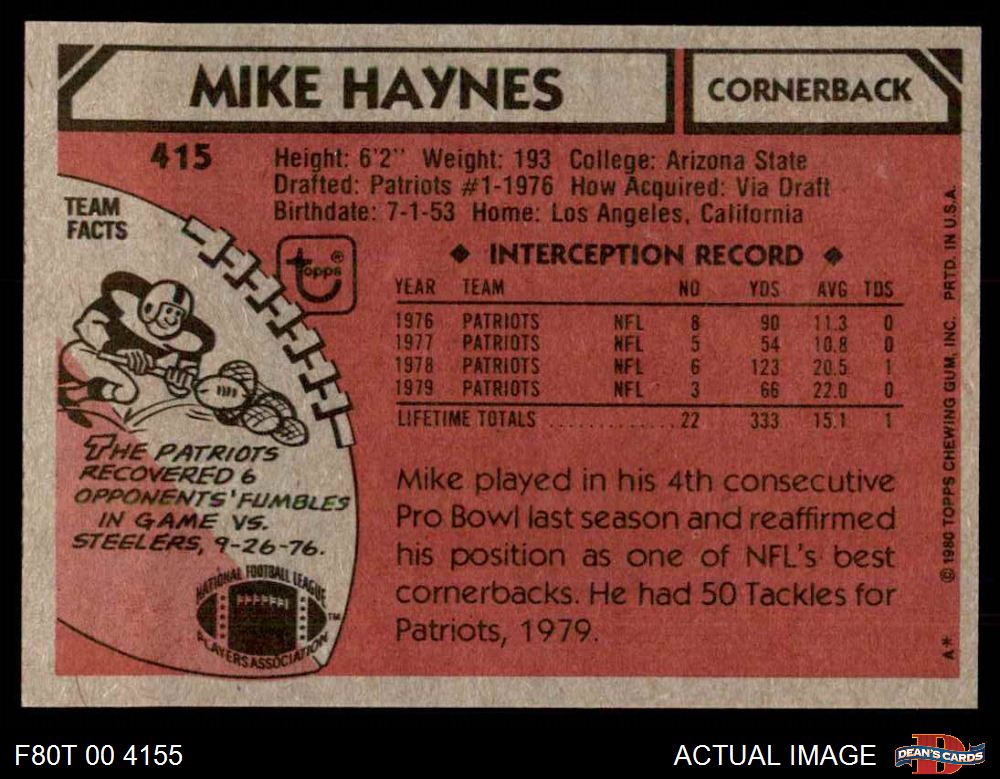 MIKE HAYNES
CORNERBACK
415
Height: 6'2" Weight: 193 College: Arizona State
Drafted: Patriots #1-1976 How Acquired: Via Draft
Birthdate: 7-1-53 Home: Los Angeles, California
TEAM
FACTS
topps®
◆ INTERCEPTION RECORD ◆
YEAR TEAM NO YDS AVG TDS
1976 PATRIOTS NFL 8 90 11.3 0
1977 PATRIOTS NFL 5 54 10.8 0
1978 PATRIOTS NFL 6 123 20.5 1
1979 PATRIOTS NFL 3 66 22.0 0
LIFETIME TOTALS ............. 22 333 15.1 1
THE PATRIOTS
RECOVERED 6
OPPONENTS' FUMBLES
IN GAME VS.
STEELERS, 9-26-76.
NATIONAL FOOTBALL LEAGUE
PLAYERS ASSOCIATION
TM
Mike played in his 4th consecutive
Pro Bowl last season and reaffirmed
his position as one of NFL's best
cornerbacks. He had 50 Tackles for
Patriots, 1979.
A* © 1980 TOPPS CHEWING GUM, INC. PRTD. IN U.S.A.
F80T 00 4155
ACTUAL IMAGE
D
DEAN'S CARDS